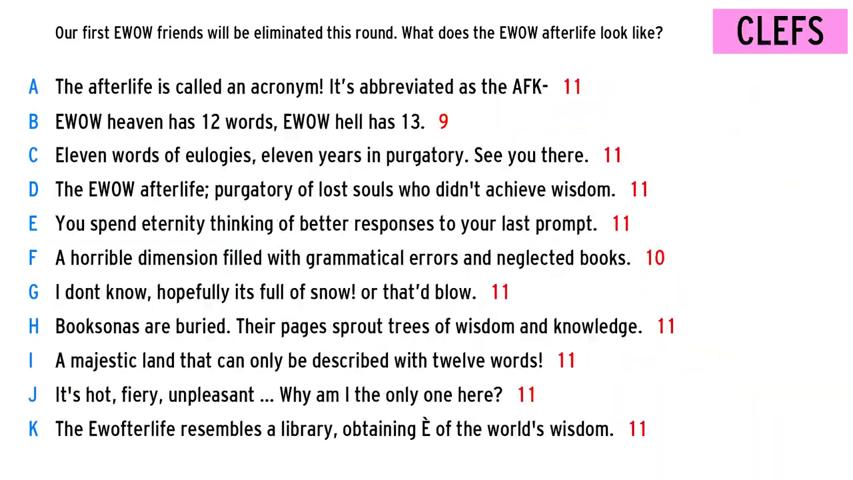 Our first EWOW friends will be eliminated this round. What does the EWOW afterlife look like?
CLEFS
A The afterlife is called an acronym! It’s abbreviated as the AFK- 11
B EWOW heaven has 12 words, EWOW hell has 13. 9
C Eleven words of eulogies, eleven years in purgatory. See you there. 11
D The EWOW afterlife; purgatory of lost souls who didn't achieve wisdom. 11
E You spend eternity thinking of better responses to your last prompt. 11
F A horrible dimension filled with grammatical errors and neglected books. 10
G I dont know, hopefully its full of snow! or that’d blow. 11
H Booksonas are buried. Their pages sprout trees of wisdom and knowledge. 11
I A majestic land that can only be described with twelve words! 11
J It's hot, fiery, unpleasant ... Why am I the only one here? 11
K The Ewofterlife resembles a library, obtaining È of the world's wisdom. 11